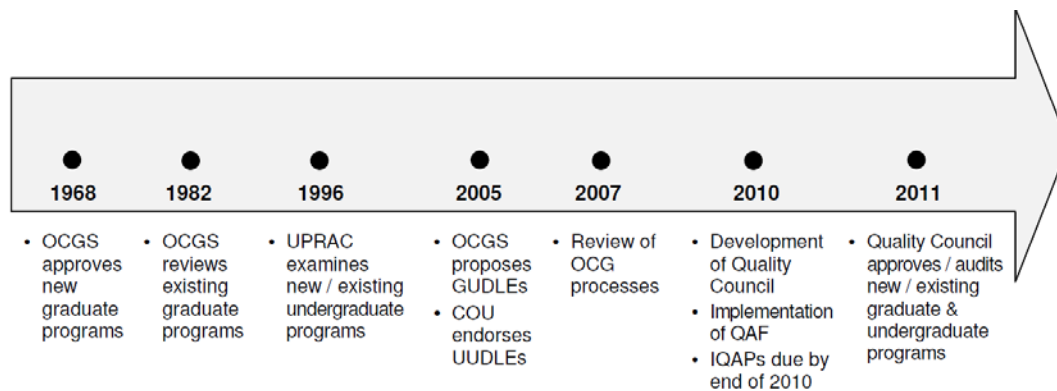 1968
1982
1996
2005
2007
2010
2011
• OCGS
approves
new
graduate
programs
• OCGS
reviews
existing
graduate
programs
• UPRAC
examines
new / existing
undergraduate
programs
• OCGS
proposes
GUDLEs
• COU
endorses
UUDLEs
• Review of
OCG
processes
• Development
of Quality
Council
• Implementation
of QAF
• IQAPs due by
end of 2010
• Quality Council
approves / audits
new / existing
graduate &
undergraduate
programs